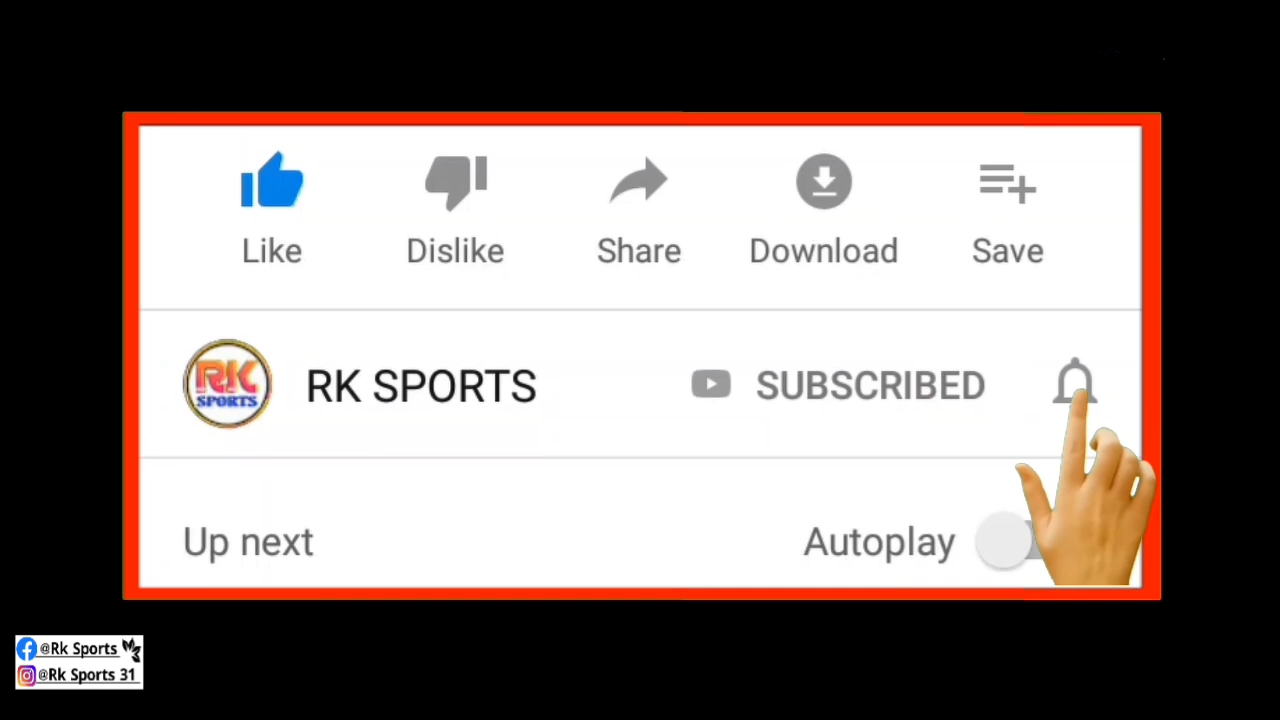 Like Dislike Share Download Save
RK SPORTS
RK SPORTS SUBSCRIBED
Up next Autoplay
@Rk Sports
@Rk Sports 31